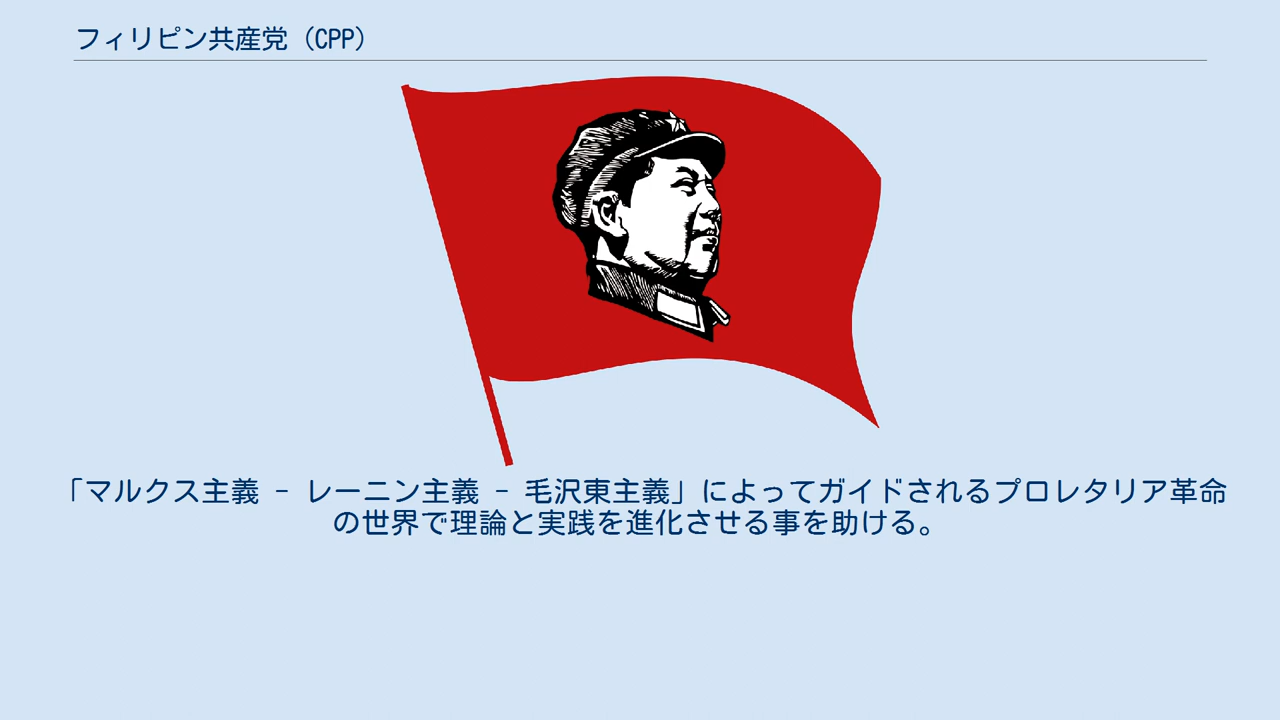 フィリピン共産党（CPP）
「マルクス主義 － レーニン主義 － 毛沢東主義」によってガイドされるプロレタリア革命
の世界で理論と実践を進化させる事を助ける。